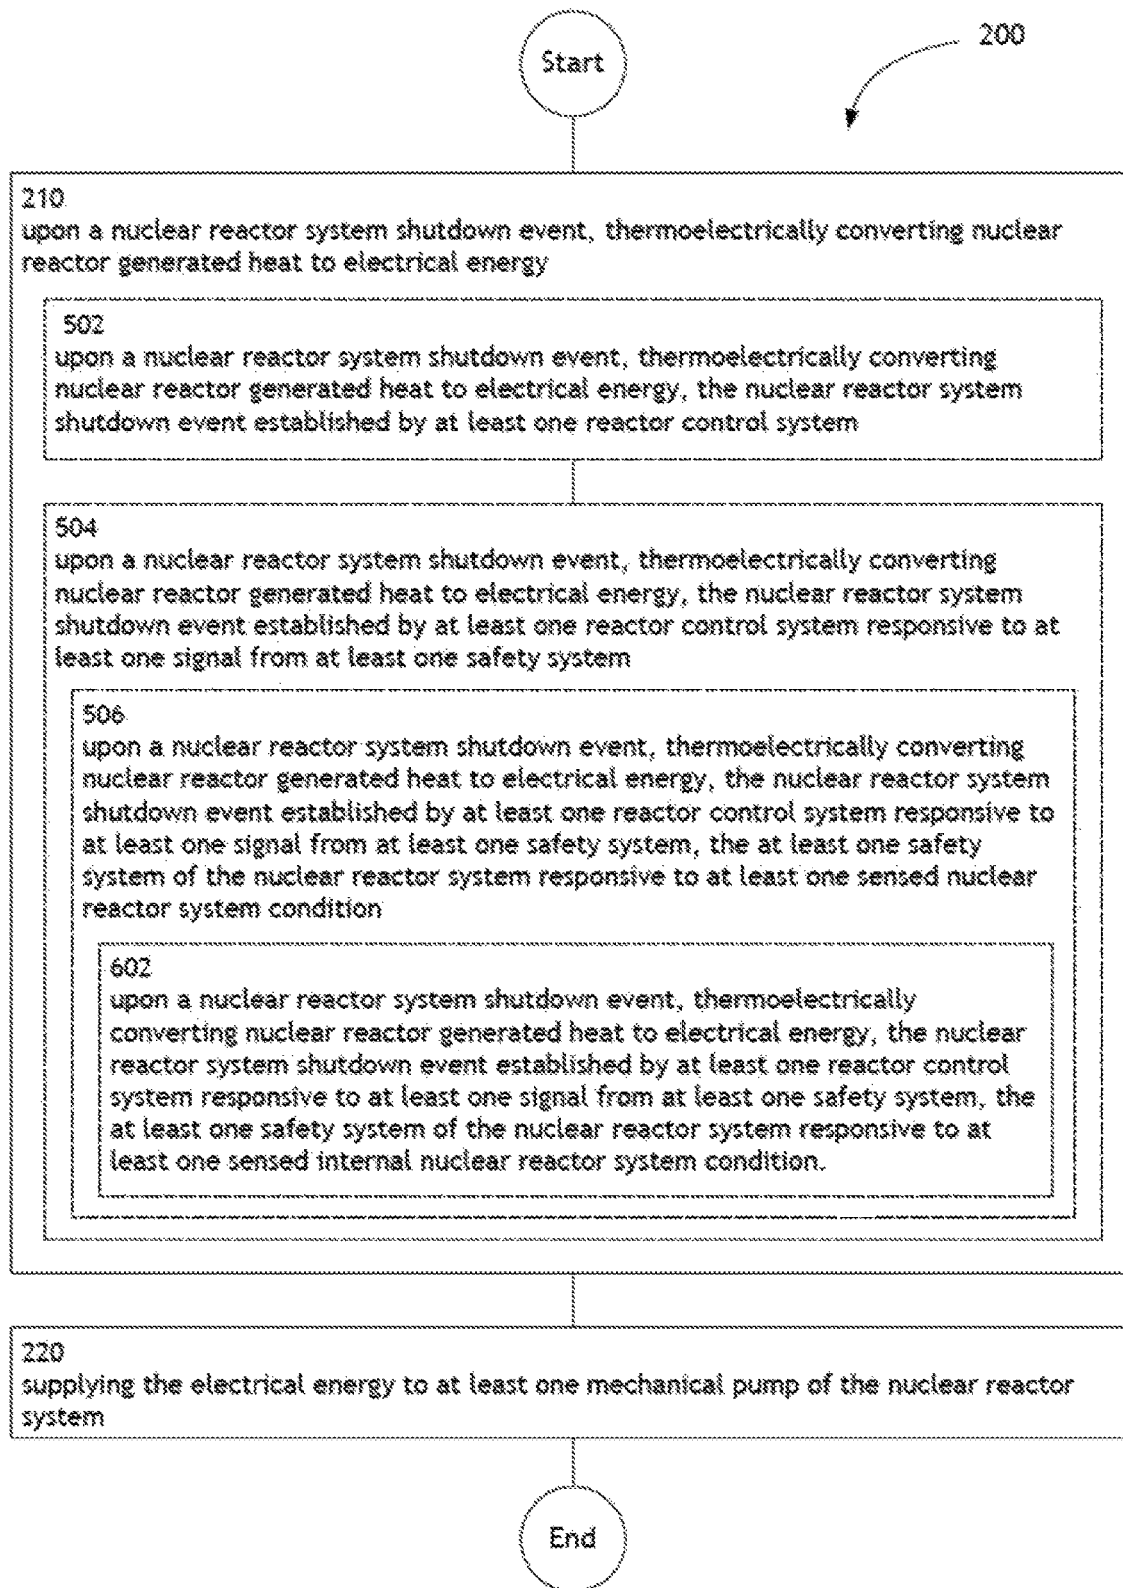 Start
200
210
upon a nuclear reactor system shutdown event, thermoelectrically converting nuclear
reactor generated heat to electrical energy
502
upon a nuclear reactor system shutdown event, thermoelectrically converting
nuclear reactor generated heat to electrical energy, the nuclear reactor system
shutdown event established by at least one reactor control system
504
upon a nuclear reactor system shutdown event, thermoelectrically converting
nuclear reactor generated heat to electrical energy, the nuclear reactor system
shutdown event established by at least one reactor control system responsive to at
least one signal from at least one safety system
506
upon a nuclear reactor system shutdown event, thermoelectrically converting
nuclear reactor generated heat to electrical energy, the nuclear reactor system
shutdown event established by at least one reactor control system responsive to
at least one signal from at least one safety system, the at least one safety
system of the nuclear reactor system responsive to at least one sensed nuclear
reactor system condition
602
upon a nuclear reactor system shutdown event, thermoelectrically
converting nuclear reactor generated heat to electrical energy, the nuclear
reactor system shutdown event established by at least one reactor control
system responsive to at least one signal from at least one safety system, the
at least one safety system of the nuclear reactor system responsive to at
least one sensed internal nuclear reactor system condition.
220
supplying the electrical energy to at least one mechanical pump of the nuclear reactor
system
End